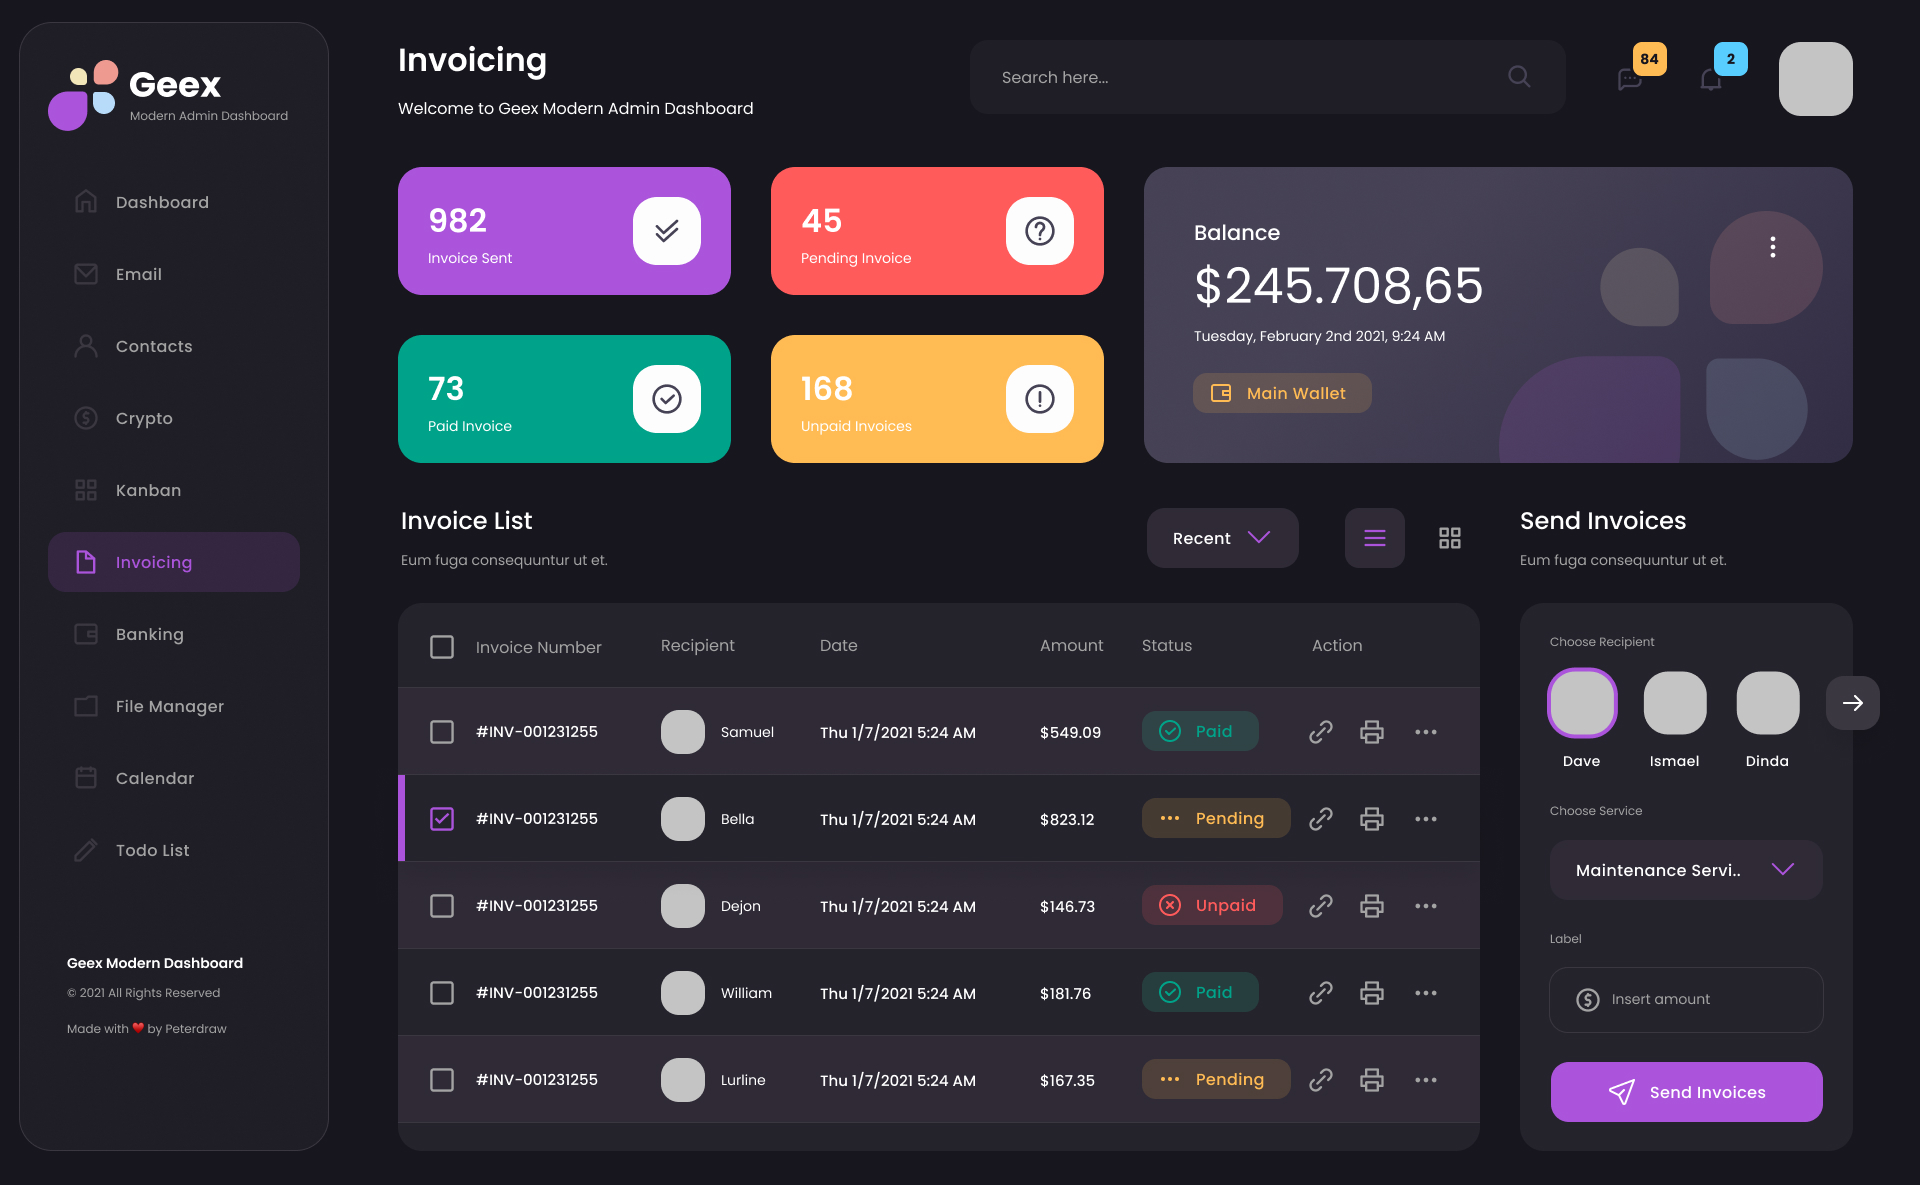 Geex
Modern Admin Dashboard
Dashboard
Email
Contacts
Crypto
Kanban
Invoicing
Banking
File Manager
Calendar
Todo List
Geex Modern Dashboard
© 2021 All Rights Reserved
Made with ❤️ by Peterdraw
Invoicing
Welcome to Geex Modern Admin Dashboard
Search here...
84
2
982
Invoice Sent
45
Pending Invoice
73
Paid Invoice
168
Unpaid Invoices
Balance
$245.708,65
Tuesday, February 2nd 2021, 9:24 AM
Main Wallet
Invoice List
Eum fuga consequuntur ut et.
Recent
Invoice Number Recipient Date Amount Status Action
#INV-001231255 Samuel Thu 1/7/2021 5:24 AM $549.09 Paid
#INV-001231255 Bella Thu 1/7/2021 5:24 AM $823.12 Pending
#INV-001231255 Dejon Thu 1/7/2021 5:24 AM $146.73 Unpaid
#INV-001231255 William Thu 1/7/2021 5:24 AM $181.76 Paid
#INV-001231255 Lurline Thu 1/7/2021 5:24 AM $167.35 Pending
Send Invoices
Eum fuga consequuntur ut et.
Choose Recipient
Dave Ismael Dinda
Choose Service
Maintenance Servi..
Label
Insert amount
Send Invoices